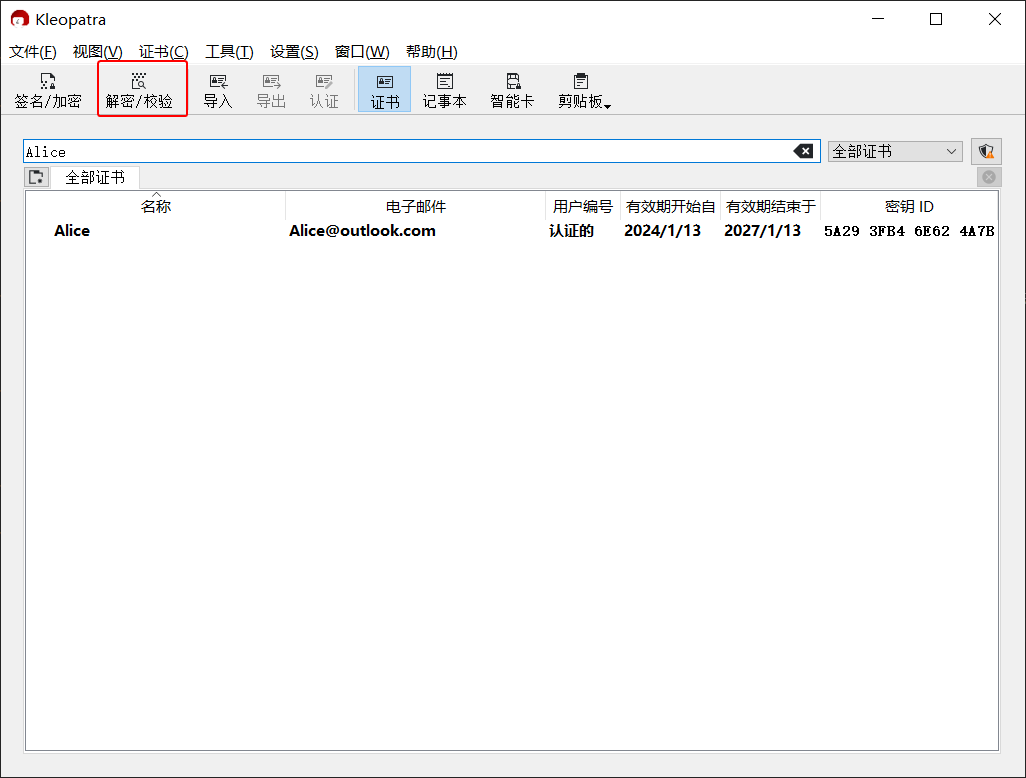 Kleopatra
文件(F) 视图(V) 证书(C) 工具(T) 设置(S) 窗口(W) 帮助(H)
签名/加密 解密/校验 导入 导出 认证 证书 记事本 智能卡 剪贴板
Alice 全部证书
全部证书
名称 电子邮件 用户编号 有效期开始自 有效期结束于 密钥 ID
Alice Alice@outlook.com 认证的 2024/1/13 2027/1/13 5A29 3FB4 6E62 4A7B